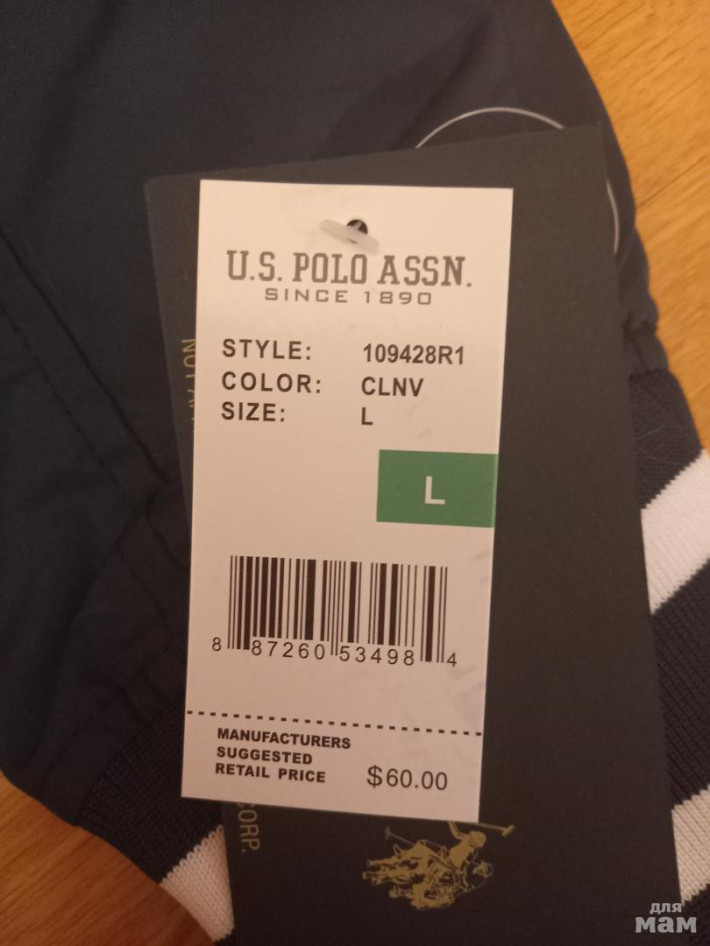 U.S. POLO ASSN.
SINCE 1890
STYLE: 109428R1
COLOR: CLNV
SIZE: L
L
8 87260 53498 4
MANUFACTURERS
SUGGESTED
RETAIL PRICE $60.00
CORP.
для
мам